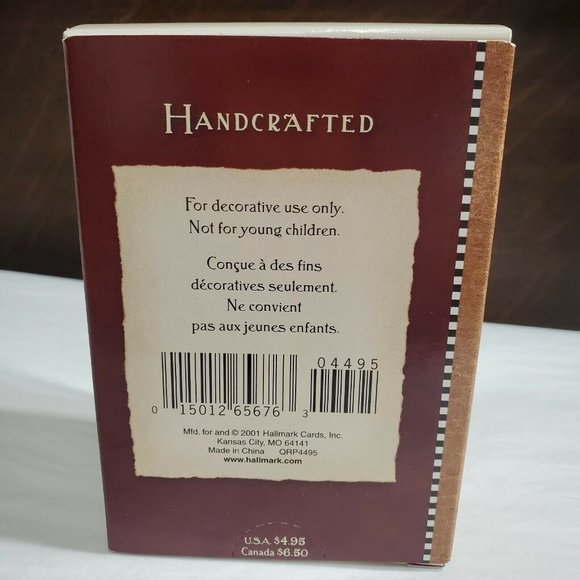 HANDCRAFTED
For decorative use only.
Not for young children.
Conçue à des fins
décoratives seulement.
Ne convient
pas aux jeunes enfants.
04495
0 15012 65676 3
Mfd. for and © 2001 Hallmark Cards, Inc.
Kansas City, MO 64141
Made in China QRP4495
www.hallmark.com
U.S.A. $4.95
Canada $6.50